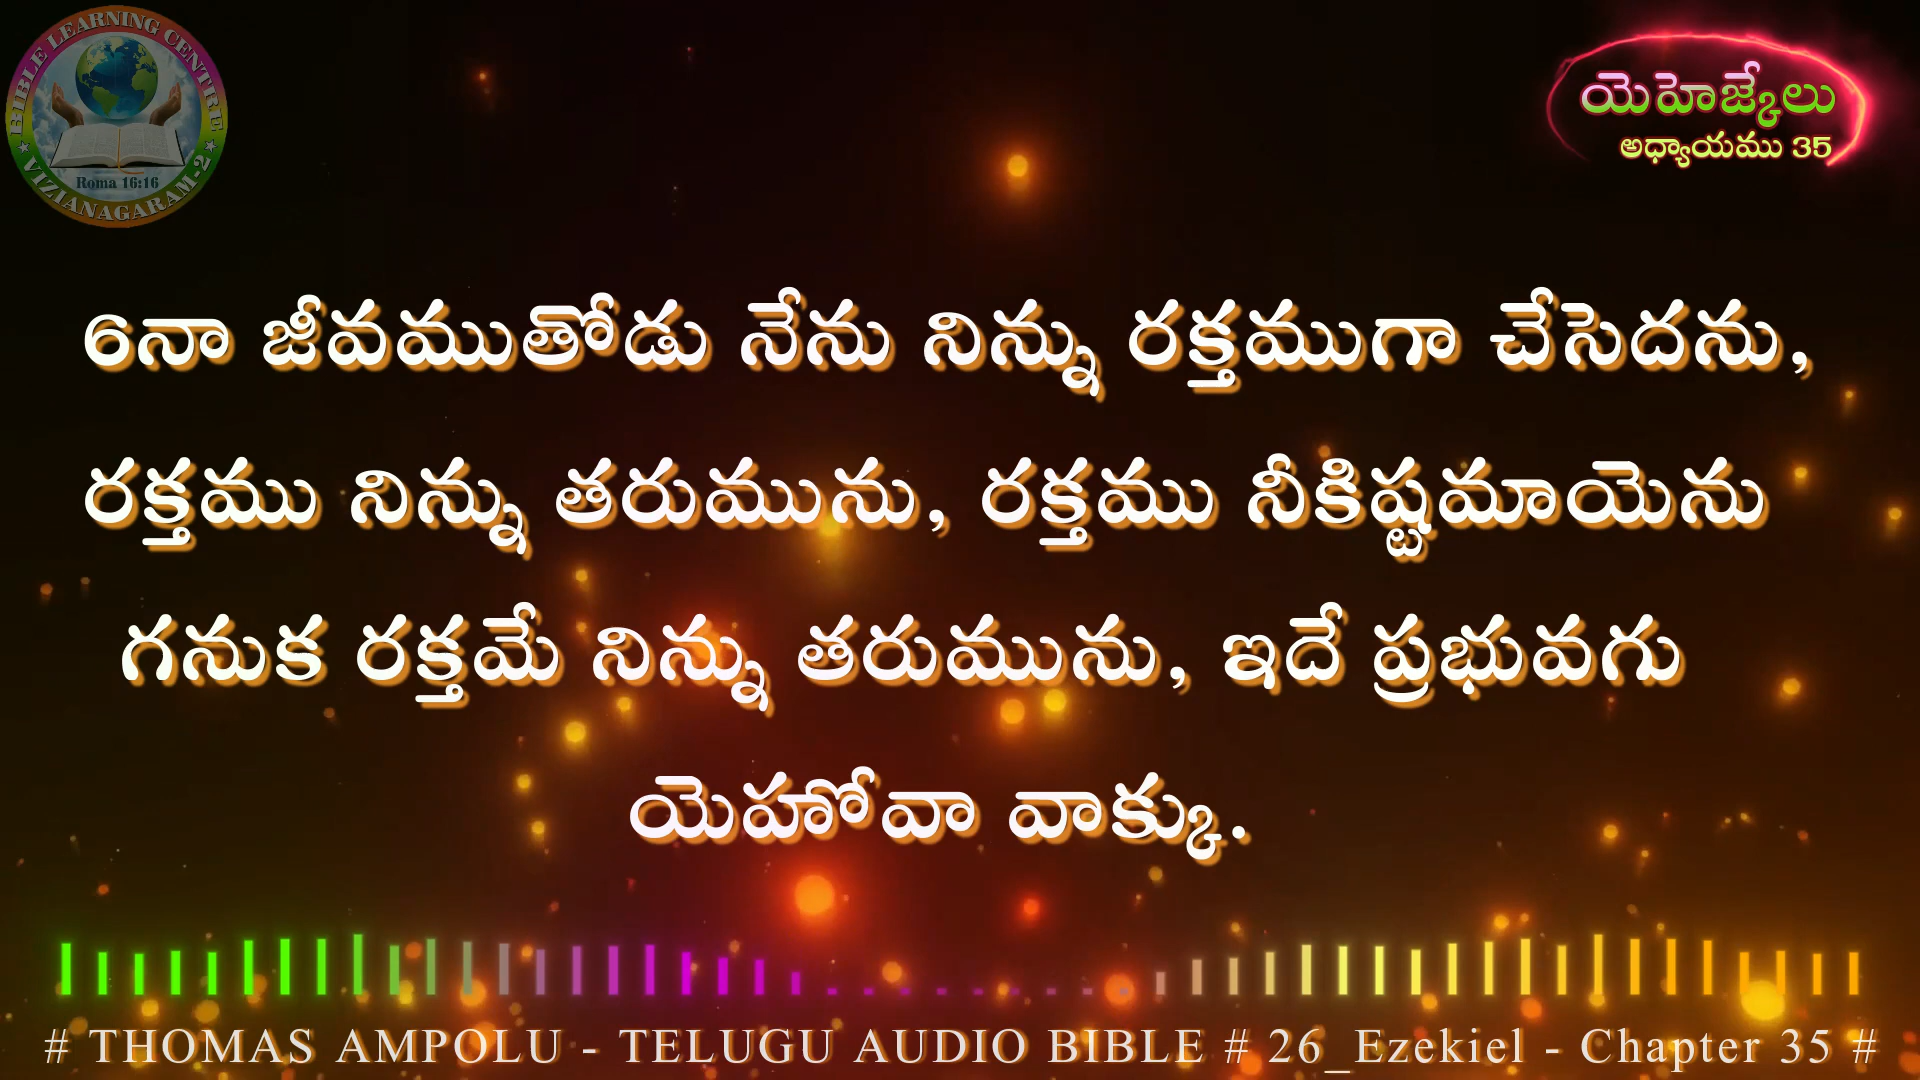 BIBLE LEARNING CENTRE
Roma 16:16
★ VIZIANAGARAM-2 ★
యెహెజ్కేలు
అధ్యాయము 35
6నా జీవముతోడు నేను నిన్ను రక్తముగా చేసెదను,
రక్తము నిన్ను తరుమును, రక్తము నీకిష్టమాయెను
గనుక రక్తమే నిన్ను తరుమును, ఇదే ప్రభువగు
యెహోవా వాక్కు.
# THOMAS AMPOLU - TELUGU AUDIO BIBLE # 26_Ezekiel - Chapter 35 #